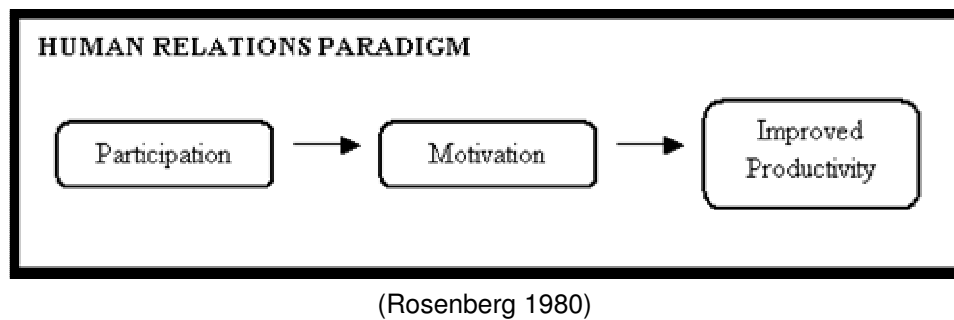 HUMAN RELATIONS PARADIGM
Participation
Motivation
Improved
Productivity
(Rosenberg 1980)